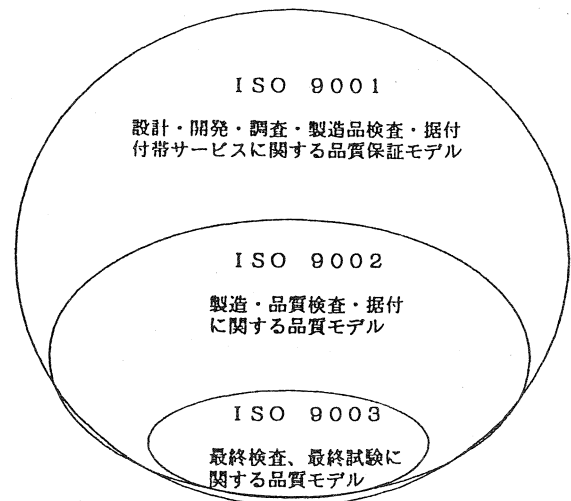 ISO 9001
設計・開発・調査・製造品検査・据付
付帯サービスに関する品質保証モデル
ISO 9002
製造・品質検査・据付
に関する品質モデル
ISO 9003
最終検査、最終試験に
関する品質モデル